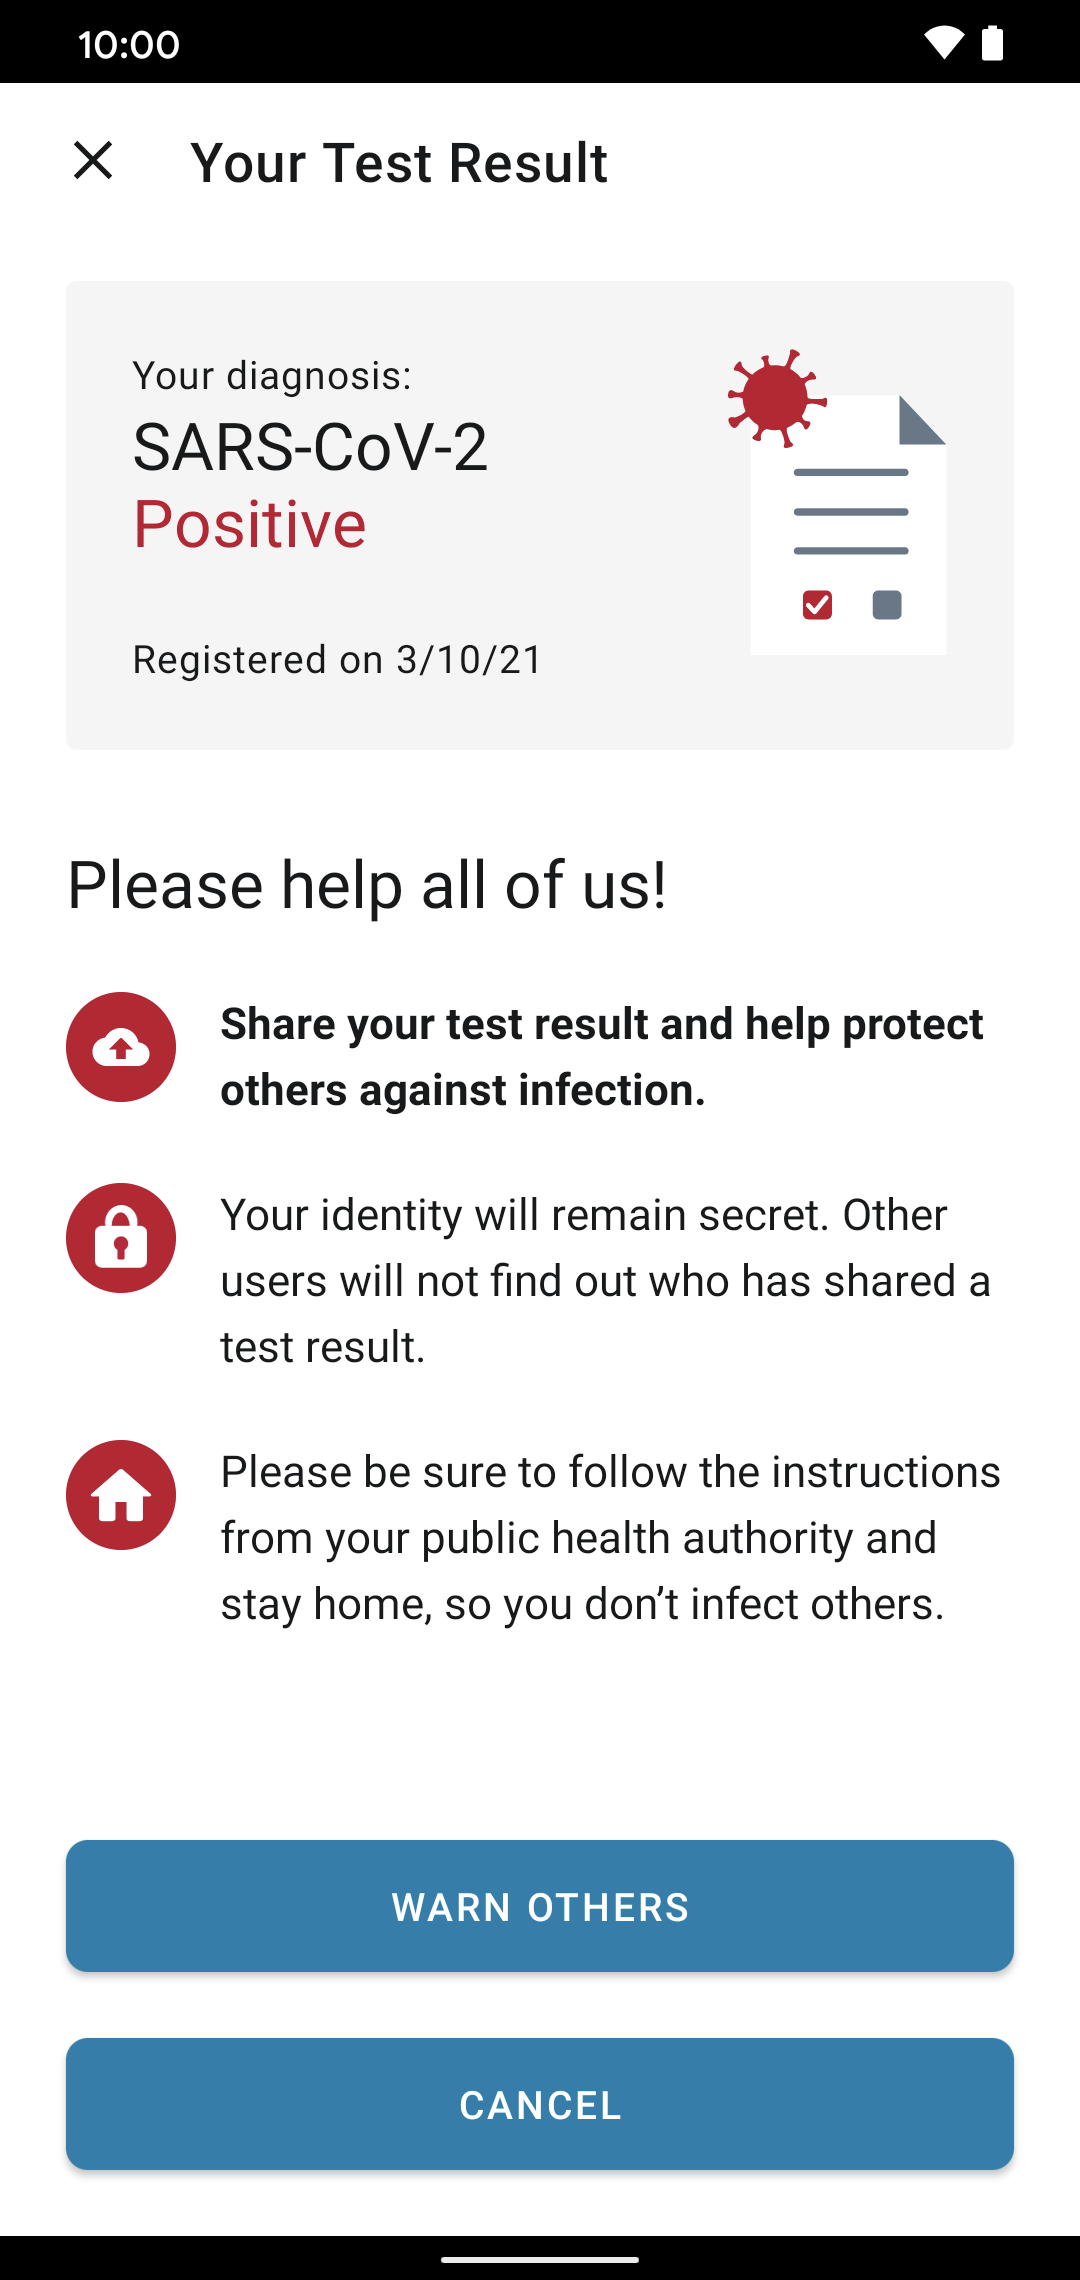 10:00
Your Test Result
Your diagnosis:
SARS-CoV-2
Positive
Registered on 3/10/21
Please help all of us!
Share your test result and help protect
others against infection.
Your identity will remain secret. Other
users will not find out who has shared a
test result.
Please be sure to follow the instructions
from your public health authority and
stay home, so you don’t infect others.
WARN OTHERS
CANCEL